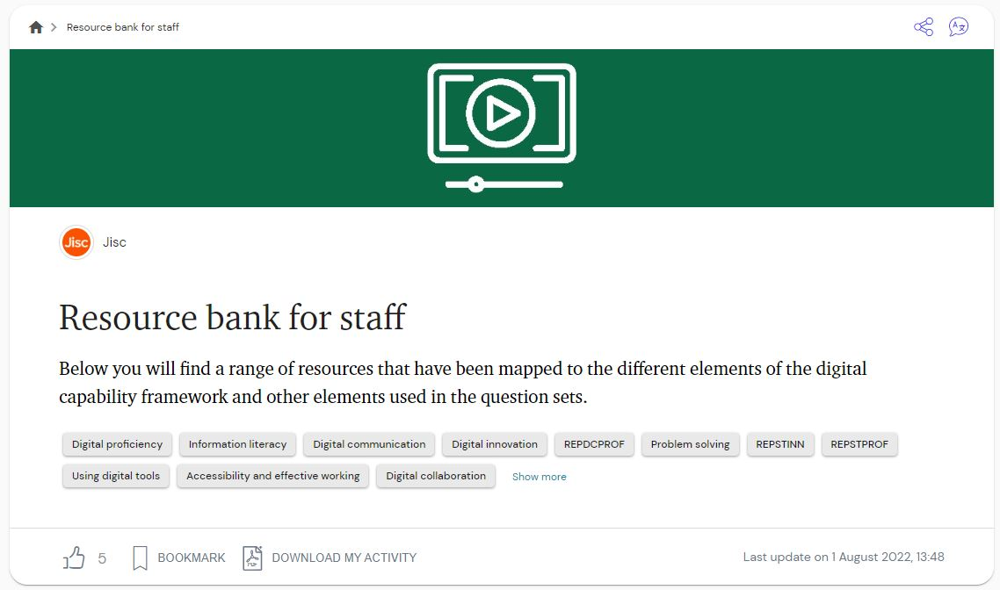 Resource bank for staff
Jisc Jisc
Resource bank for staff
Below you will find a range of resources that have been mapped to the different elements of the digital
capability framework and other elements used in the question sets.
Digital proficiency Information literacy Digital communication Digital innovation REPDCPROF Problem solving REPSTINN REPSTPROF
Using digital tools Accessibility and effective working Digital collaboration Show more
5 BOOKMARK PDF DOWNLOAD MY ACTIVITY Last update on 1 August 2022, 13:48